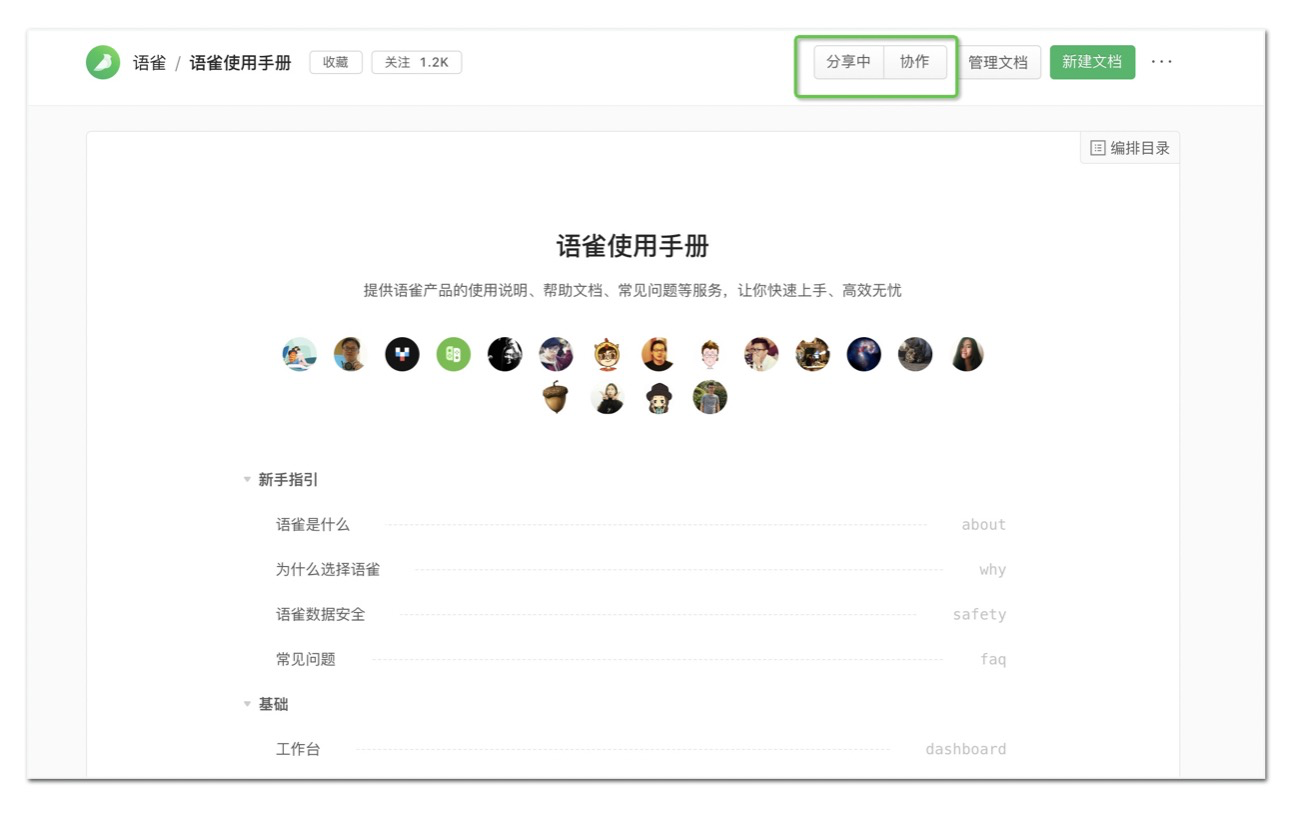 语雀 / 语雀使用手册 收藏 关注 1.2K 分享中 协作 管理文档 新建文档 ···
编排目录
语雀使用手册
提供语雀产品的使用说明、帮助文档、常见问题等服务，让你快速上手、高效无忧
新手指引
语雀是什么 about
为什么选择语雀 why
语雀数据安全 safety
常见问题 faq
基础
工作台 dashboard